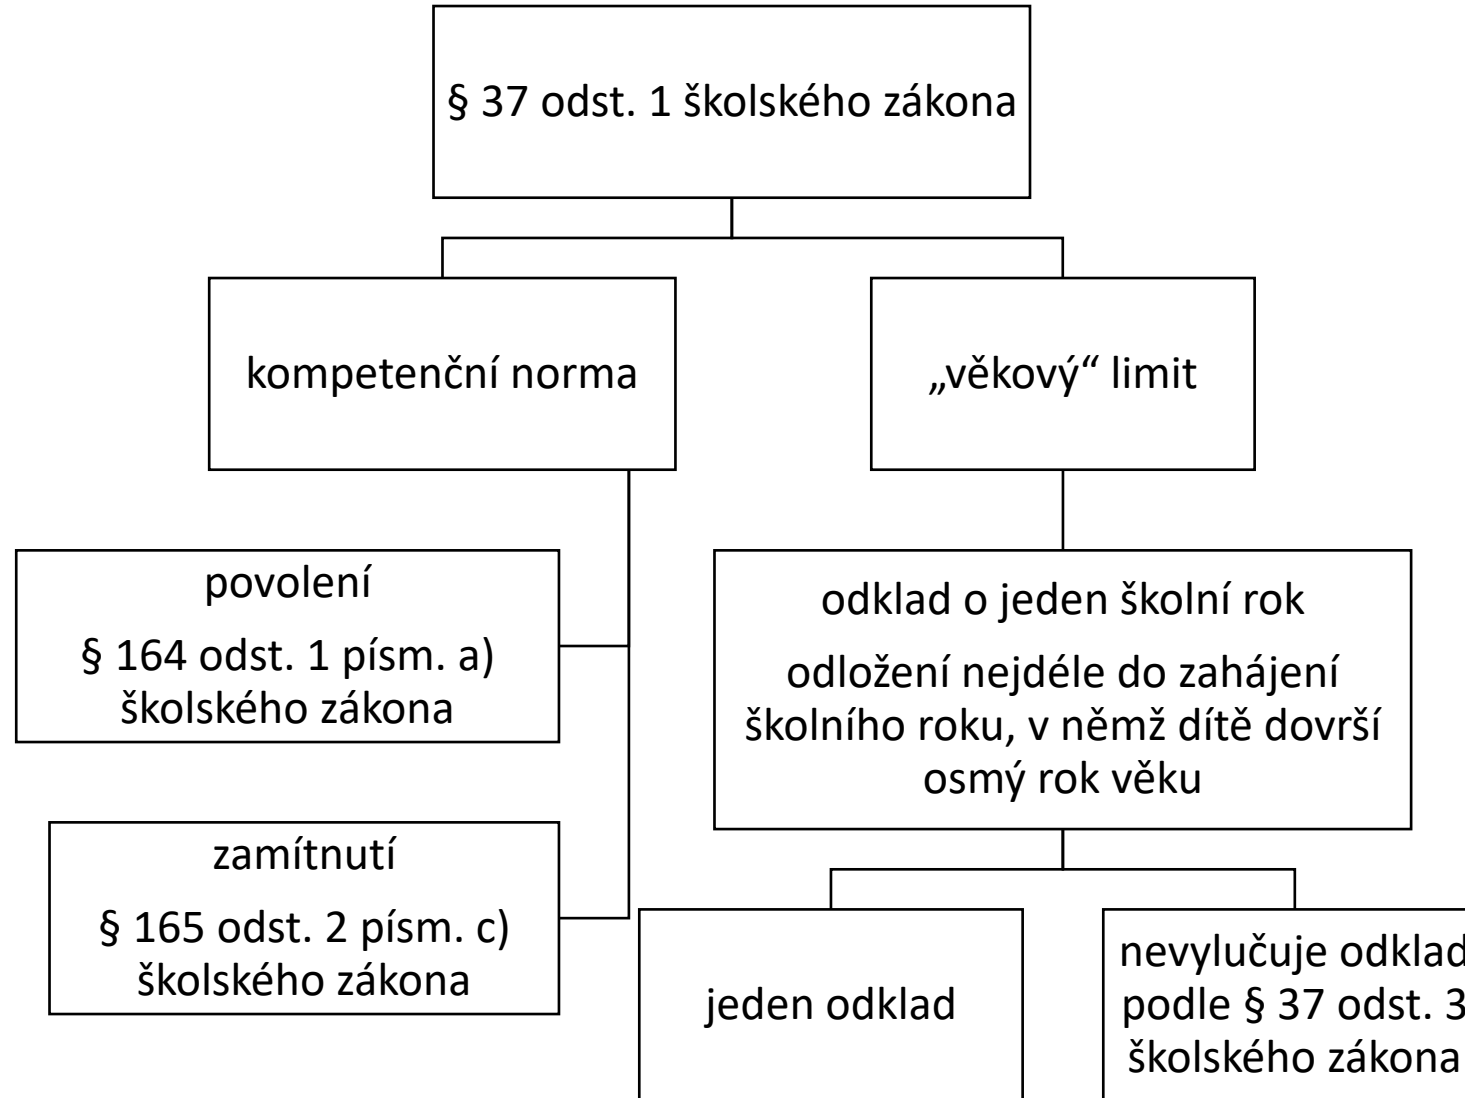 § 37 odst. 1 školského zákona
kompetenční norma
„věkový“ limit
povolení
§ 164 odst. 1 písm. a)
školského zákona
zamítnutí
§ 165 odst. 2 písm. c)
školského zákona
odklad o jeden školní rok
odložení nejdéle do zahájení
školního roku, v němž dítě dovrší
osmý rok věku
jeden odklad
nevylučuje odklad
podle § 37 odst. 3
školského zákona